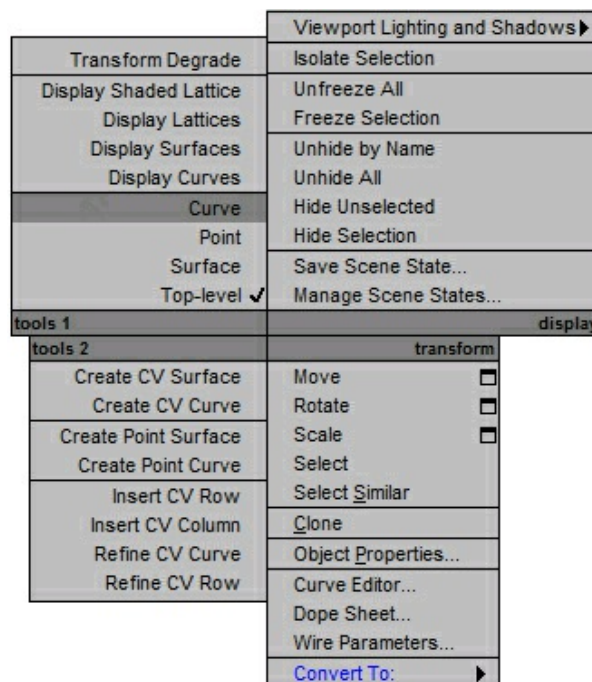 Viewport Lighting and Shadows
Transform Degrade
Isolate Selection
Display Shaded Lattice
Unfreeze All
Display Lattices
Freeze Selection
Display Surfaces
Unhide by Name
Display Curves
Unhide All
Curve
Hide Unselected
Point
Hide Selection
Surface
Save Scene State...
Top-level
Manage Scene States...
tools 1
display
tools 2
transform
Create CV Surface
Move
Create CV Curve
Rotate
Create Point Surface
Scale
Create Point Curve
Select
Insert CV Row
Select Similar
Insert CV Column
Clone
Refine CV Curve
Object Properties...
Refine CV Row
Curve Editor...
Dope Sheet...
Wire Parameters...
Convert To: